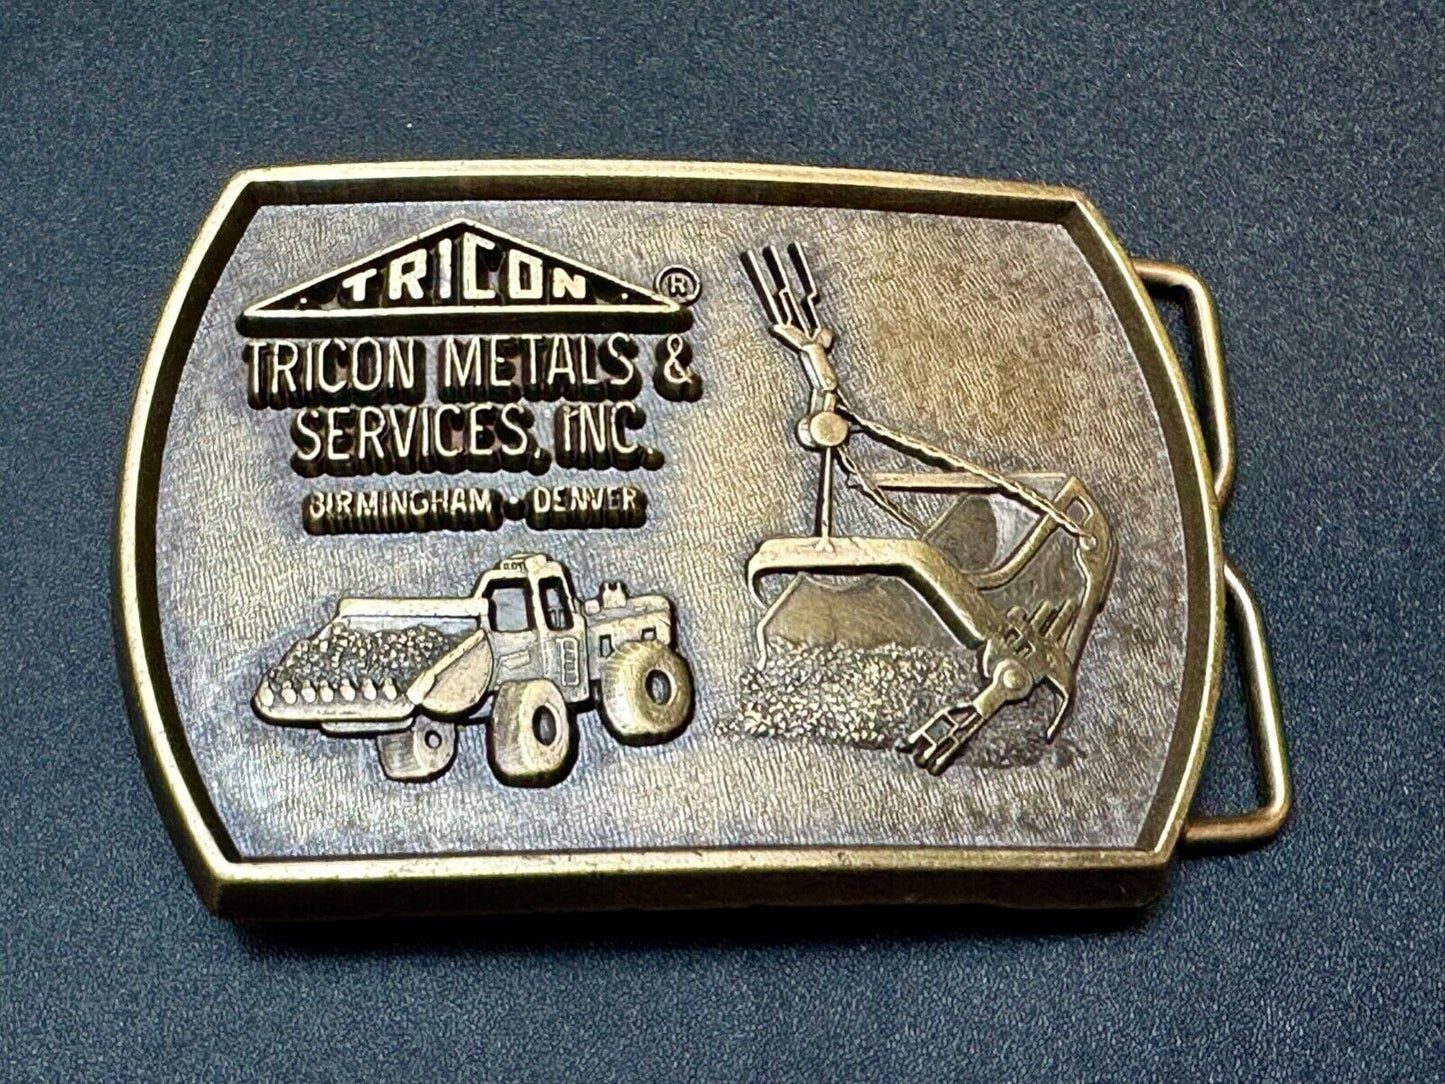 TRICON ®
TRICON METALS &
SERVICES, INC.
BIRMINGHAM • DENVER